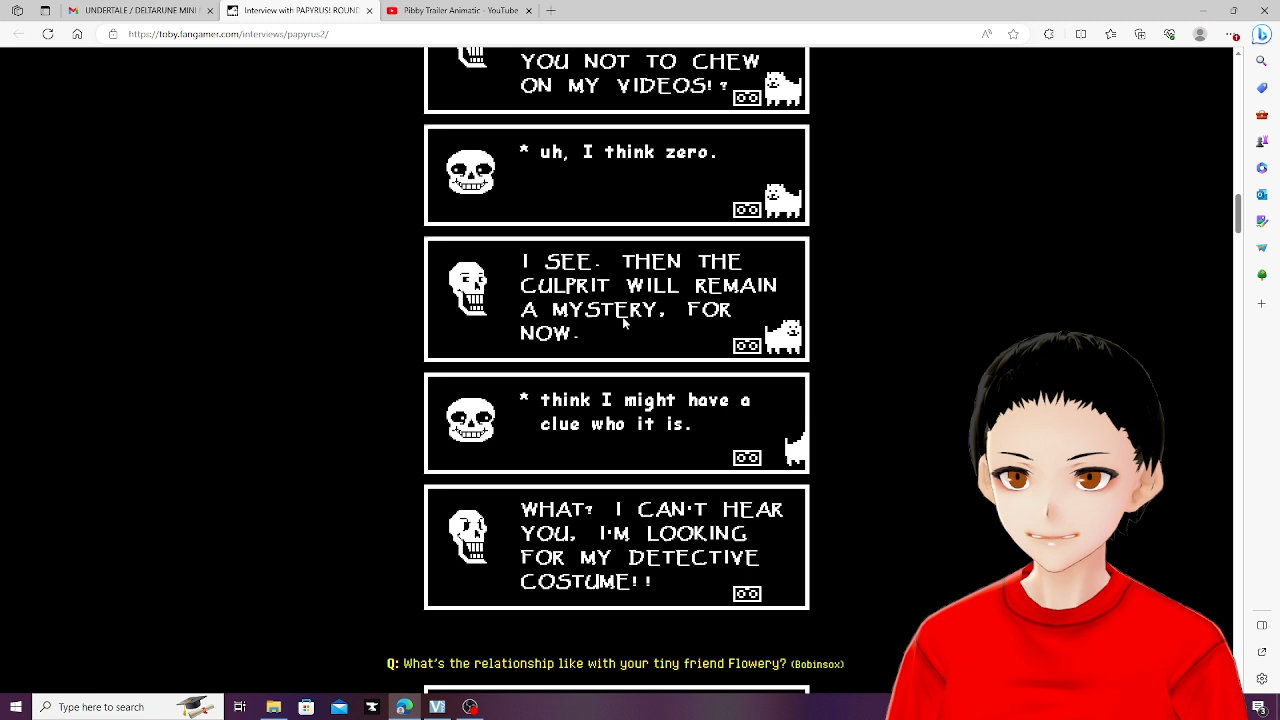 UNDERTALE / DELTARUNE MINI
Interview with PAPYRUS! ROUND
Pibby Trailer Animatic - YouTube
https://toby.fangamer.com/interviews/papyrus2/
YOU NOT TO CHEW
ON MY VIDEOS!?
* uh, I think zero.
I SEE. THEN THE
CULPRIT WILL REMAIN
A MYSTERY, FOR
NOW.
* think I might have a
clue who it is.
WHAT? I CAN'T HEAR
YOU, I'M LOOKING
FOR MY DETECTIVE
COSTUME!!
Q: What's the relationship like with your tiny friend Flowery? (Bobinsox)
Type here to search